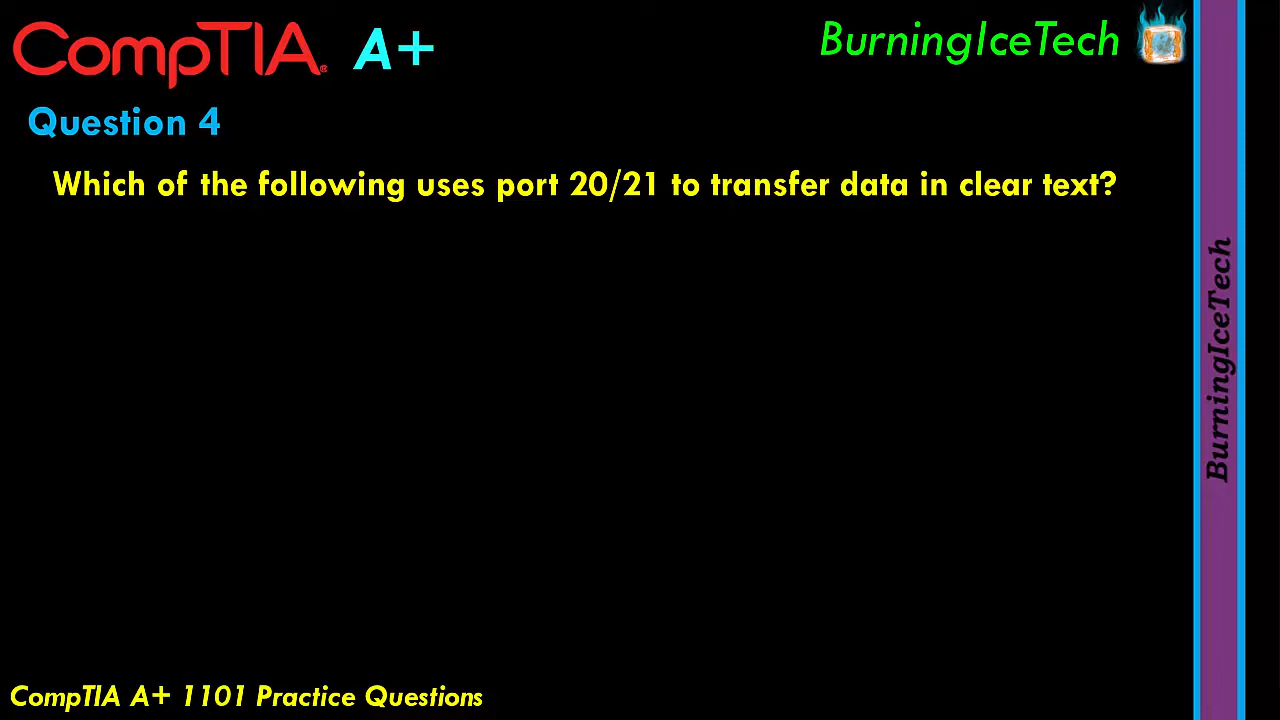 CompTIA® A+
BurningIceTech
Question 4
Which of the following uses port 20/21 to transfer data in clear text?
BurningIceTech
CompTIA A+ 1101 Practice Questions